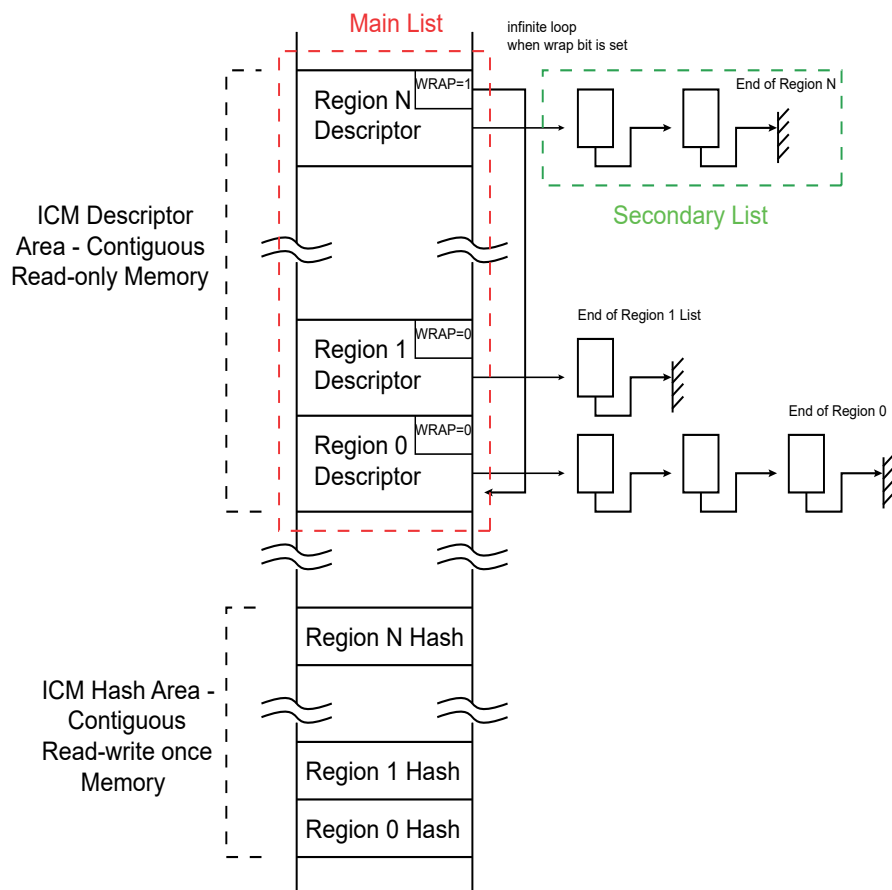 Main List
infinite loop
when wrap bit is set
WRAP=1
Region N
Descriptor
End of Region N
Secondary List
ICM Descriptor
Area - Contiguous
Read-only Memory
WRAP=0
Region 1
Descriptor
End of Region 1 List
WRAP=0
Region 0
Descriptor
End of Region 0
Region N Hash
ICM Hash Area -
Contiguous
Read-write once
Memory
Region 1 Hash
Region 0 Hash